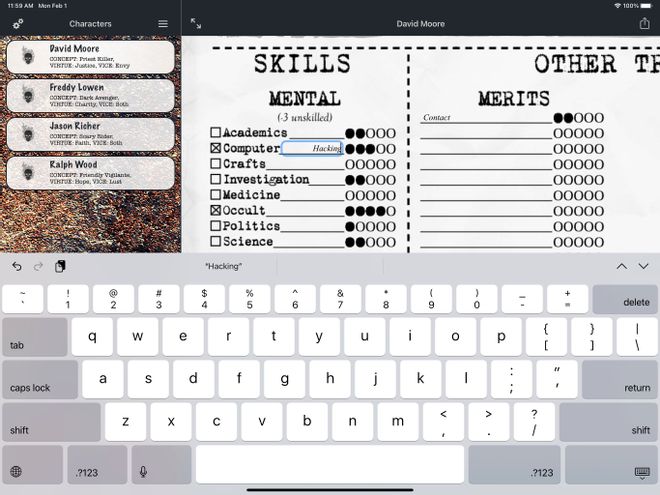 11:59 AM Mon Feb 1
100%
Characters
David Moore
David Moore
CONCEPT: Priest Killer,
VIRTUE: Justice, VICE: Envy
Freddy Lowen
CONCEPT: Dark Avenger,
VIRTUE: Chartiy, VICE: Soth
Jason Richer
CONCEPT: Scary Rider,
VIRTUE: Faith, VICE: Soth
Ralph Wood
CONCEPT: Friendly Vigilante,
VIRTUE: Hope, VICE: Lust
SKILLS
OTHER TR
MENTAL
(-3 unskilled)
Academics
Computer Hacking
Crafts
Investigation
Medicine
Occult
Politics
Science
MERITS
Contact
"Hacking"
~ ! @ # $ % ^ & * ( ) _ +
` 1 2 3 4 5 6 7 8 9 0 - = delete
tab q w e r t y u i o p { [ } ] | \
caps lock a s d f g h j k l : ; " ' return
shift z x c v b n m < , > . ? / shift
.?123 .?123